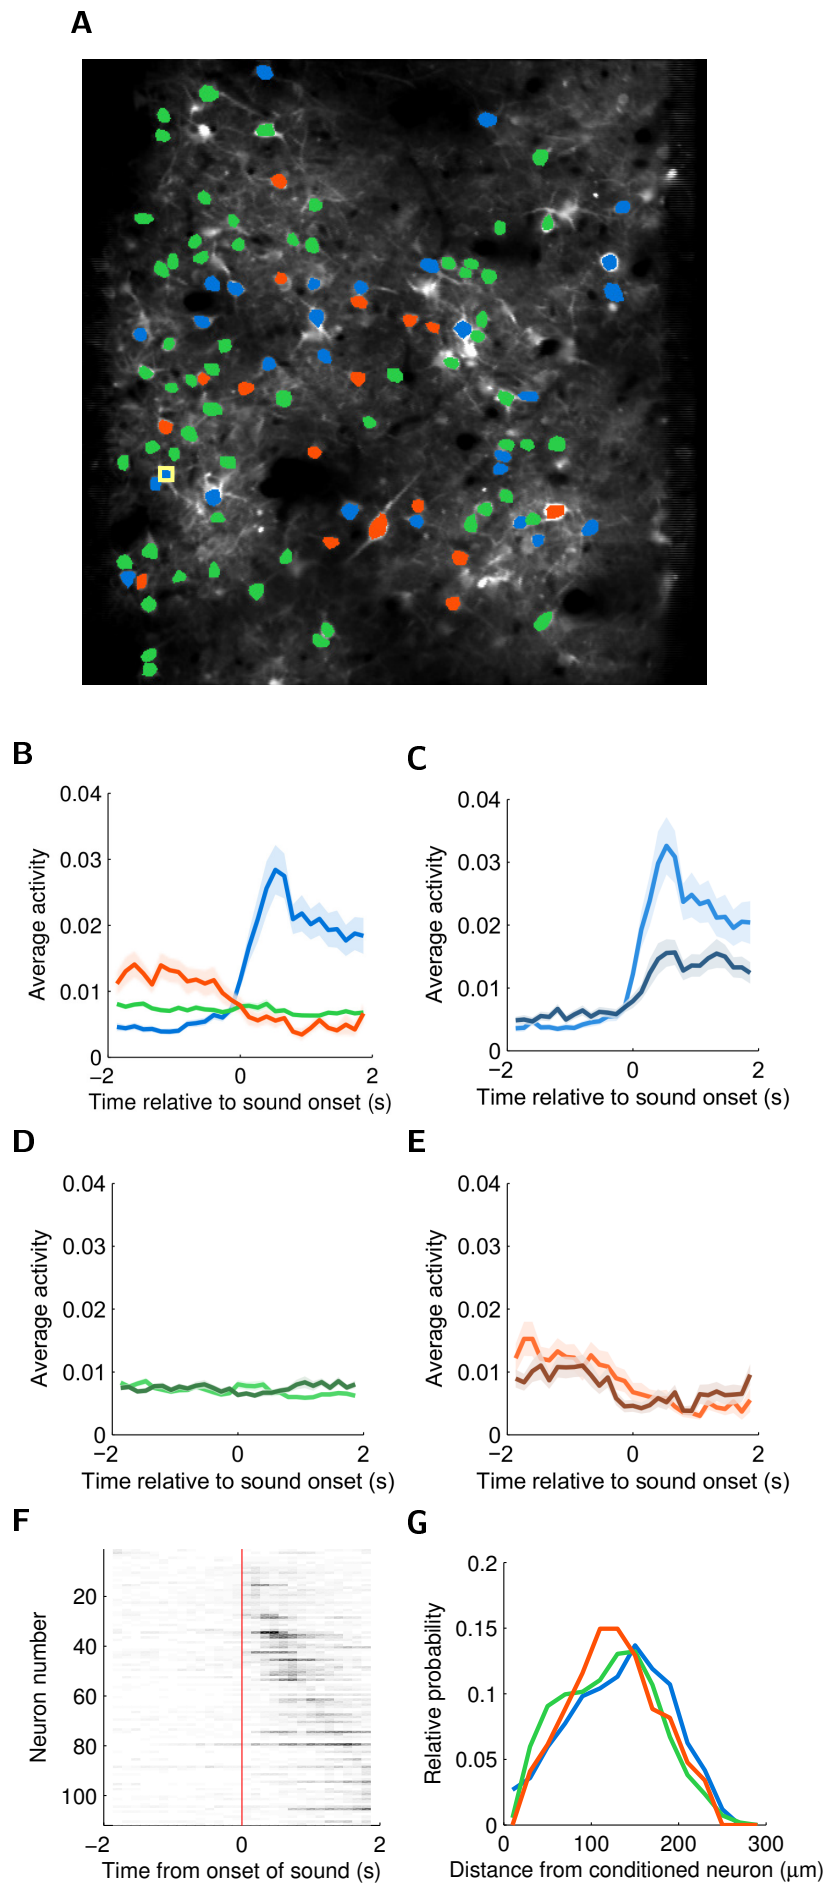 A
B
0.04
0.03
0.02
0.01
0
−2
0
2
Average activity
Time relative to sound onset (s)
C
0.04
0.03
0.02
0.01
0
−2
0
2
Average activity
Time relative to sound onset (s)
D
0.04
0.03
0.02
0.01
0
−2
0
2
Average activity
Time relative to sound onset (s)
E
0.04
0.03
0.02
0.01
0
−2
0
2
Average activity
Time relative to sound onset (s)
F
20
40
60
80
100
−2
0
2
Neuron number
Time from onset of sound (s)
G
0.2
0.15
0.1
0.05
0
0
100
200
300
Relative probability
Distance from conditioned neuron (μm)